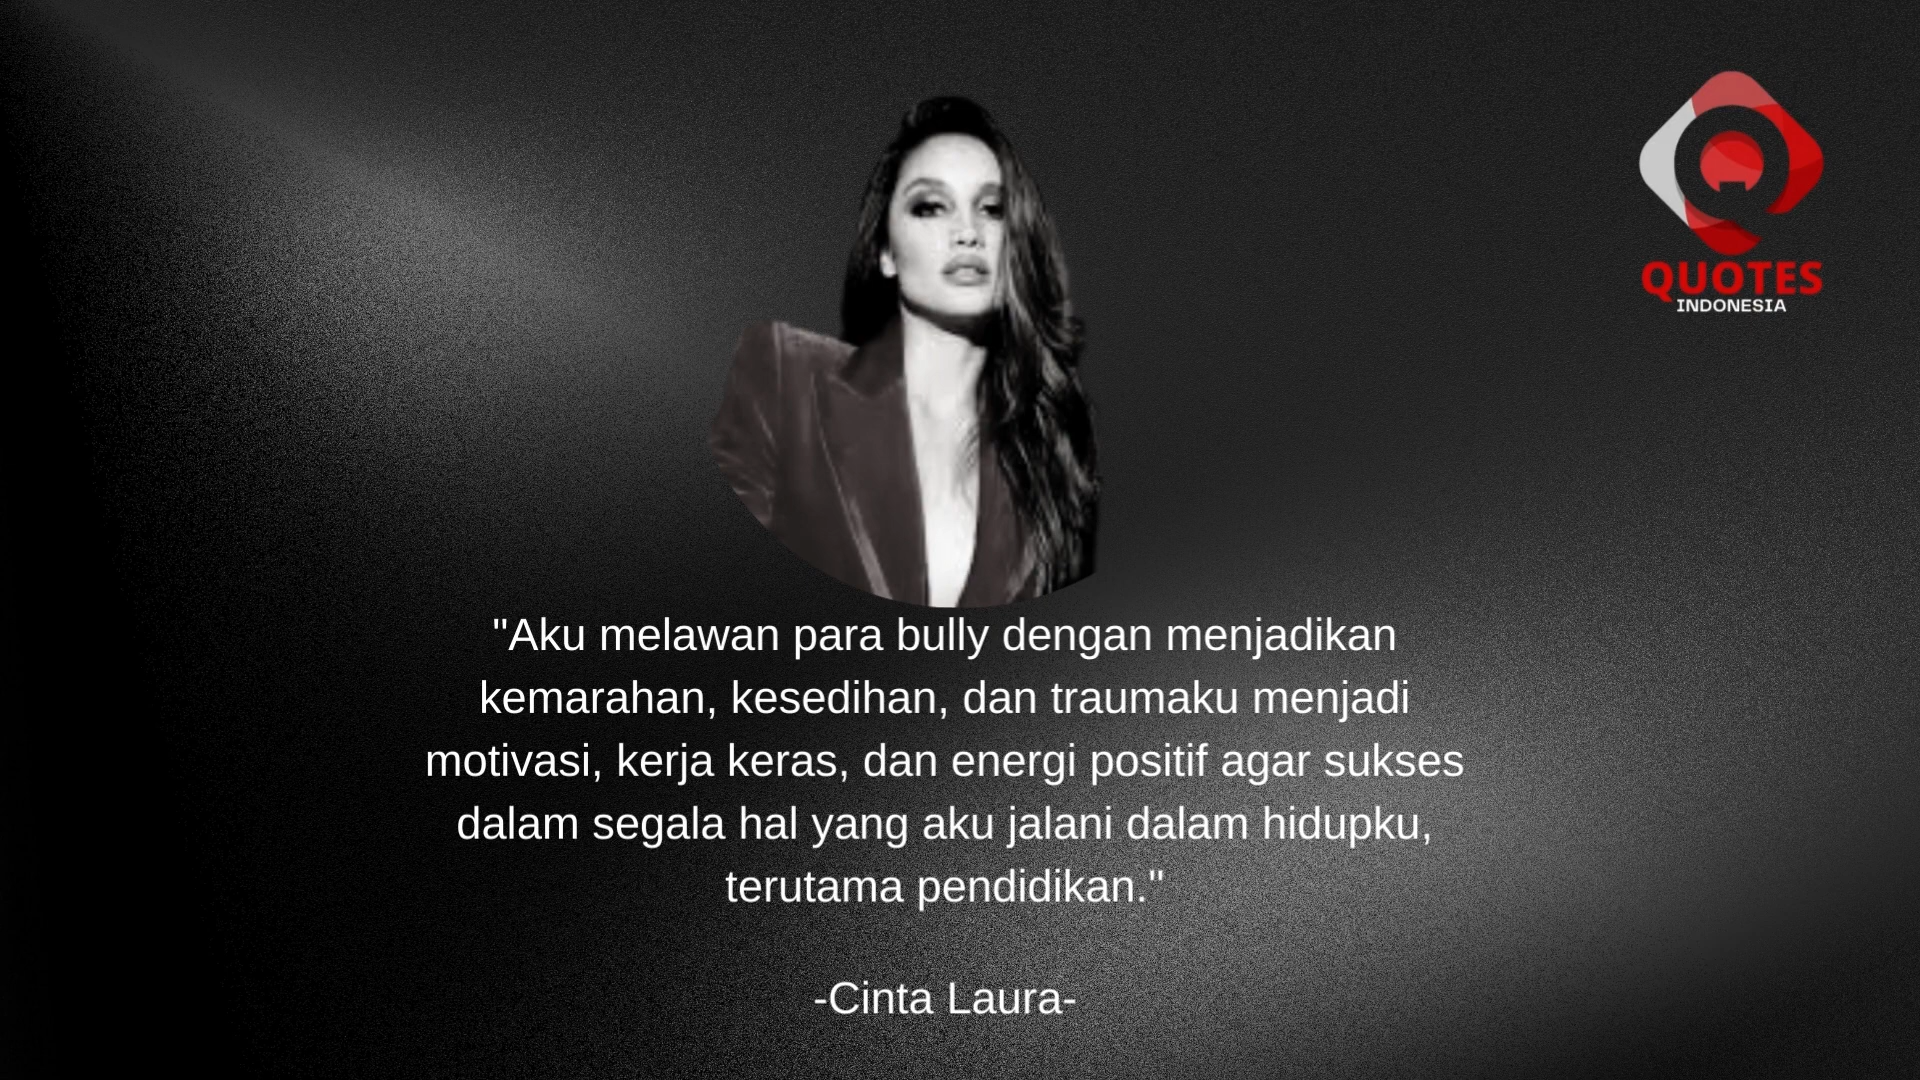 QUOTES
INDONESIA
"Aku melawan para bully dengan menjadikan
kemarahan, kesedihan, dan traumaku menjadi
motivasi, kerja keras, dan energi positif agar sukses
dalam segala hal yang aku jalani dalam hidupku,
terutama pendidikan."
-Cinta Laura-